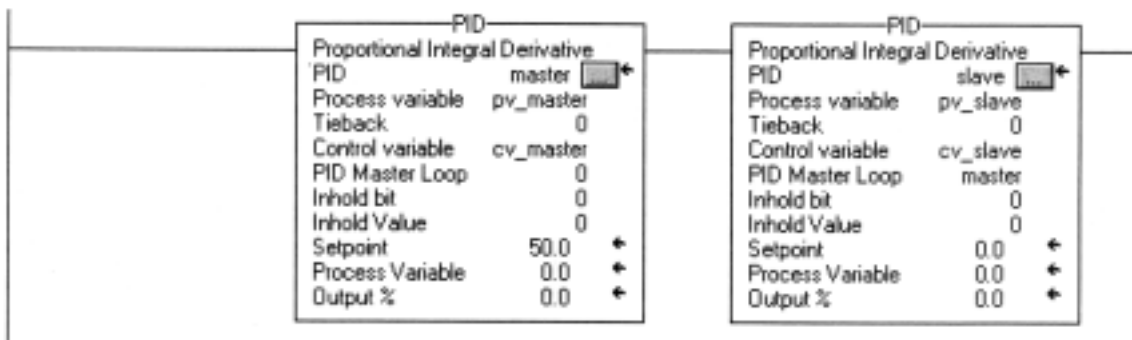 PID
Proportional Integral Derivative
PID master ...
Process variable pv_master
Tieback 0
Control variable cv_master
PID Master Loop 0
Inhold bit 0
Inhold Value 0
Setpoint 50.0
Process Variable 0.0
Output % 0.0
PID
Proportional Integral Derivative
PID slave ...
Process variable pv_slave
Tieback 0
Control variable cv_slave
PID Master Loop master
Inhold bit 0
Inhold Value 0
Setpoint 0.0
Process Variable 0.0
Output % 0.0